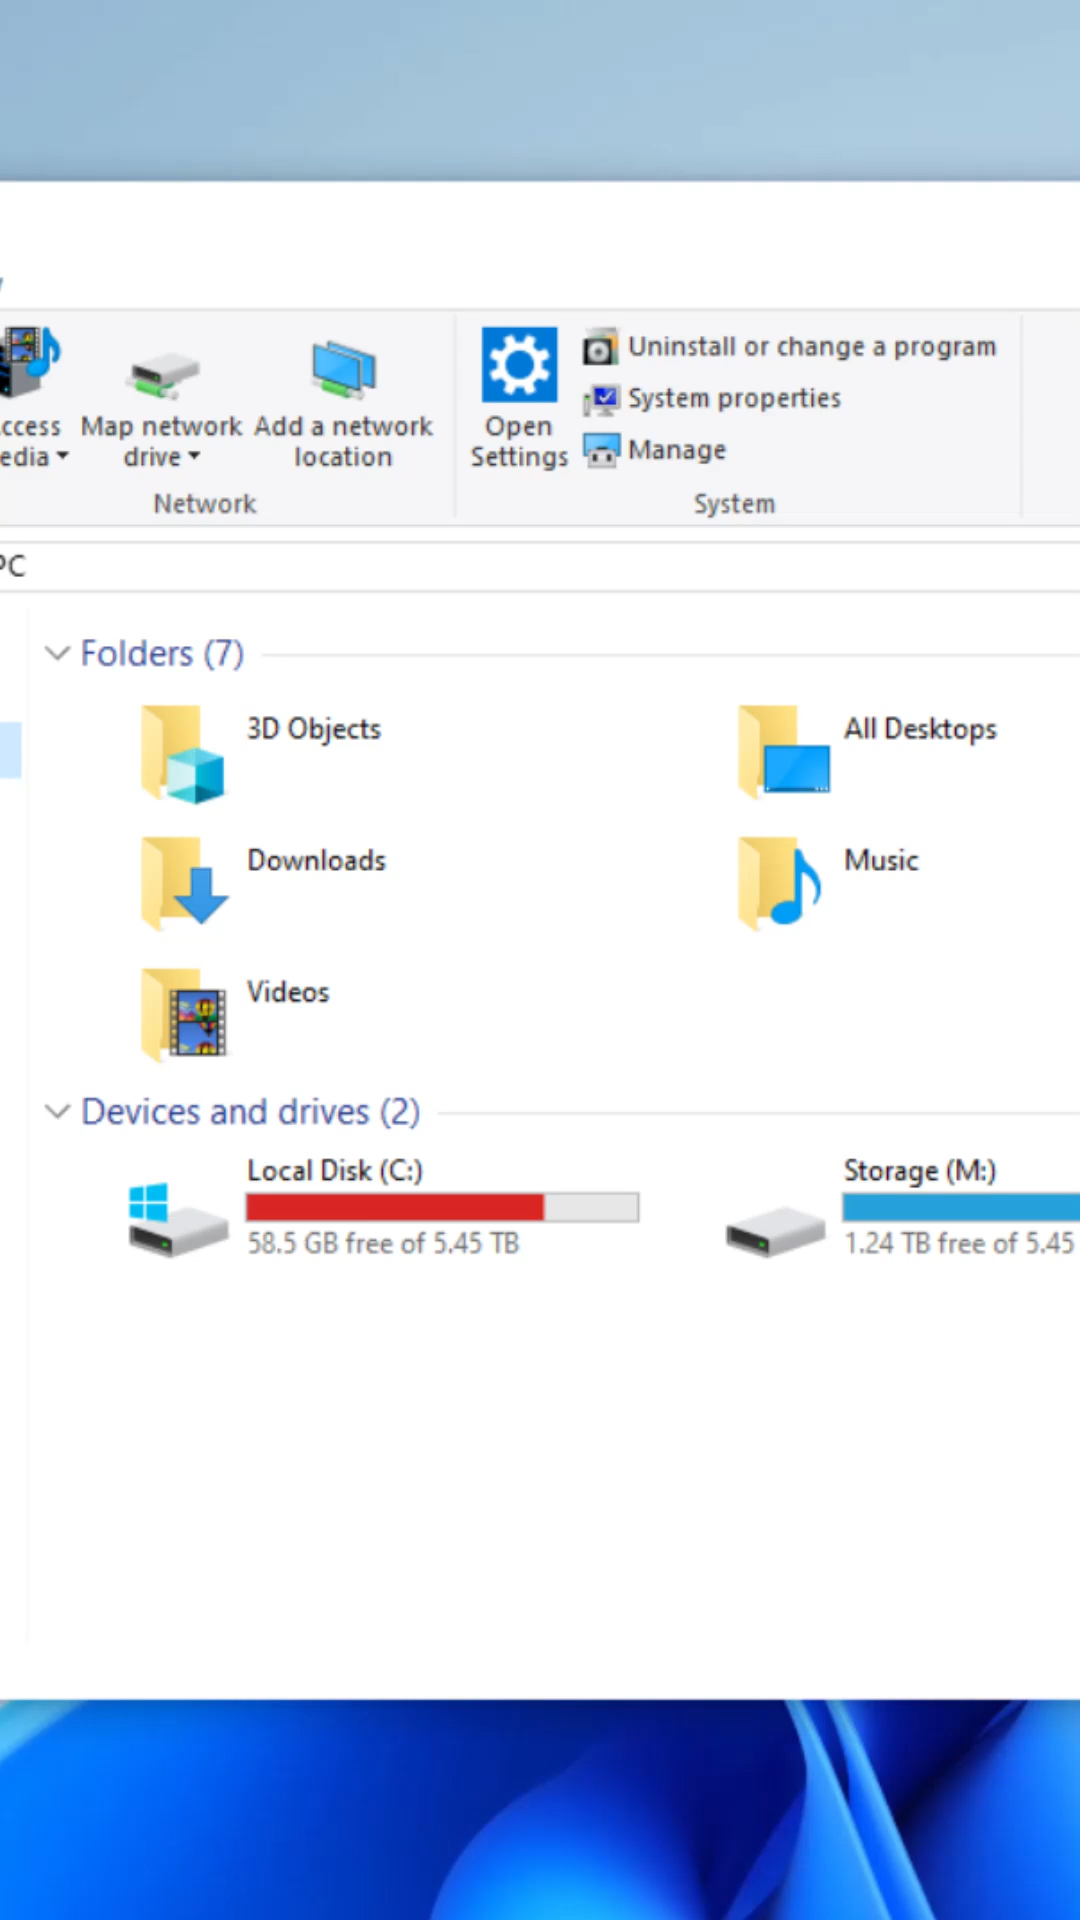 Uninstall or change a program
System properties
Manage
ccess
edia
Map network
drive
Add a network
location
Open
Settings
Network
System
PC
Folders (7)
3D Objects
All Desktops
Downloads
Music
Videos
Devices and drives (2)
Local Disk (C:)
58.5 GB free of 5.45 TB
Storage (M:)
1.24 TB free of 5.45